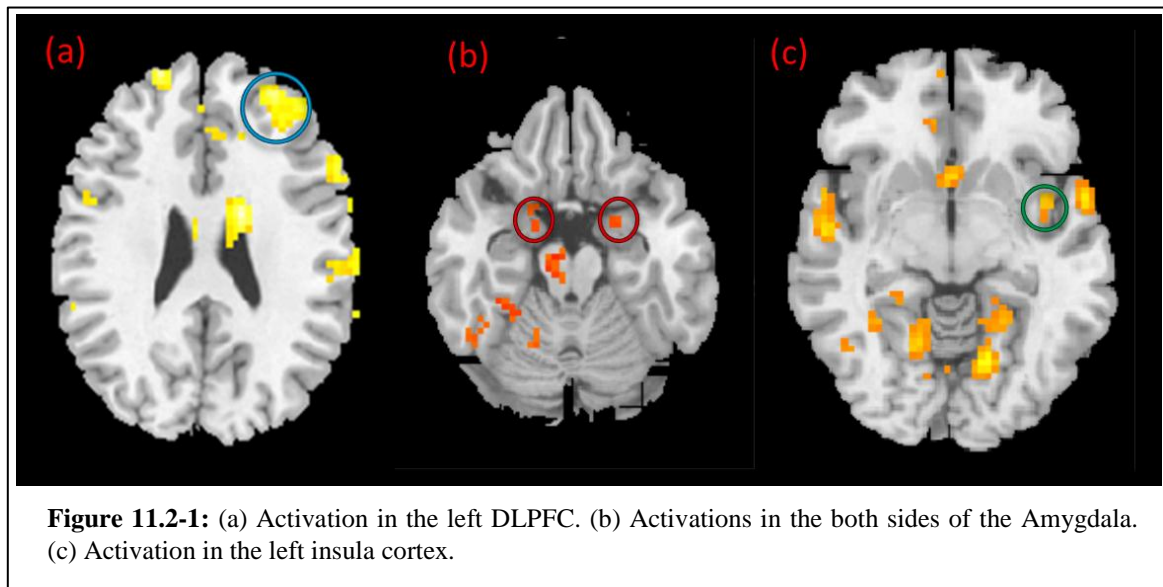 (a)
(b)
(c)
Figure 11.2-1: (a) Activation in the left DLPFC. (b) Activations in the both sides of the Amygdala.
(c) Activation in the left insula cortex.